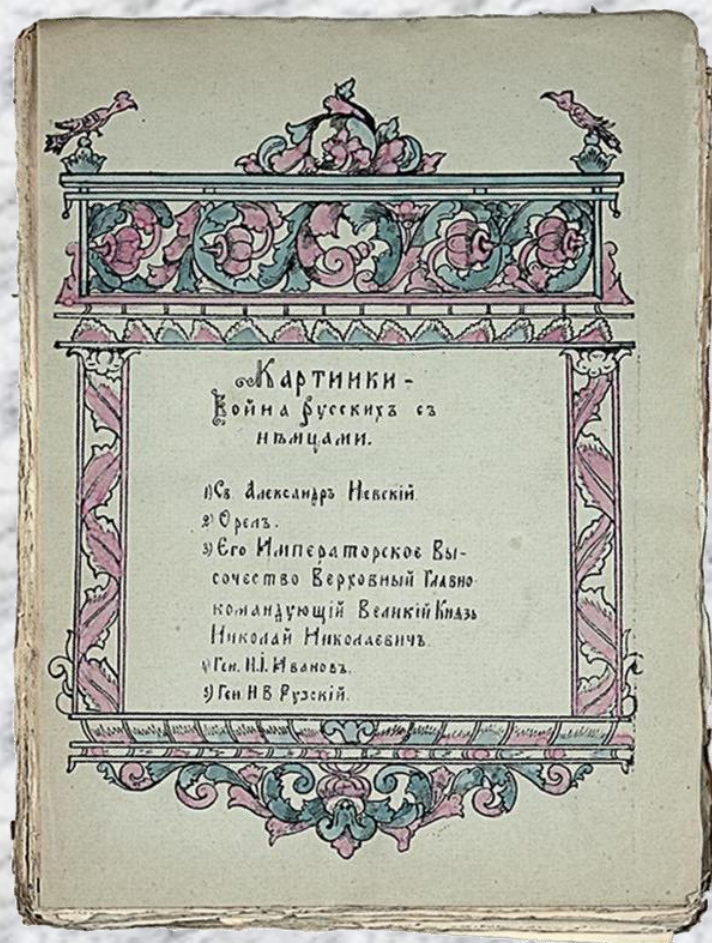 Картинки-
Война русскихъ съ
нѣмцами.
1) Св. Александръ Невскій.
2) Орелъ.
3) Его Императорское Вы-
сочество Верховный Главно-
командующій Великій Князь
Николай Николаевичъ.
4) Ген. Н.І. Ивановъ.
5) Ген Н В Рузскій.